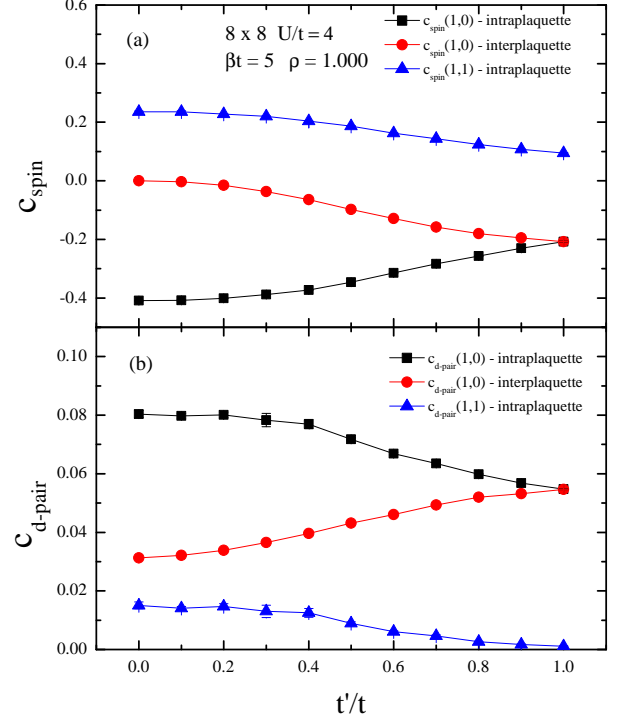 (a)
8 x 8 U/t = 4
βt = 5 ρ = 1.000
c_spin(1,0) - intraplaquette
c_spin(1,0) - interplaquette
c_spin(1,1) - intraplaquette
0.6
0.4
0.2
0.0
-0.2
-0.4
c_spin
(b)
c_d-pair(1,0) - intraplaquette
c_d-pair(1,0) - interplaquette
c_d-pair(1,1) - intraplaquette
0.10
0.08
0.06
0.04
0.02
0.00
c_d-pair
0.0 0.2 0.4 0.6 0.8 1.0
t'/t